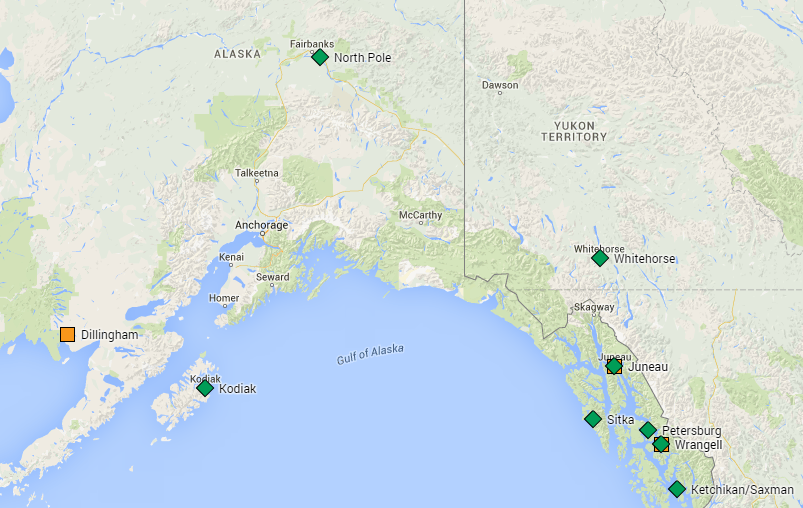 Fairbanks
ALASKA
North Pole
Dawson
YUKON
TERRITORY
Talkeetna
McCarthy
Anchorage
Whitehorse
Kenai
Whitehorse
Seward
Homer
Skagway
Dillingham
Gulf of Alaska
Juneau
Juneau
Kodiak
Kodiak
Sitka
Petersburg
Wrangell
Ketchikan/Saxman